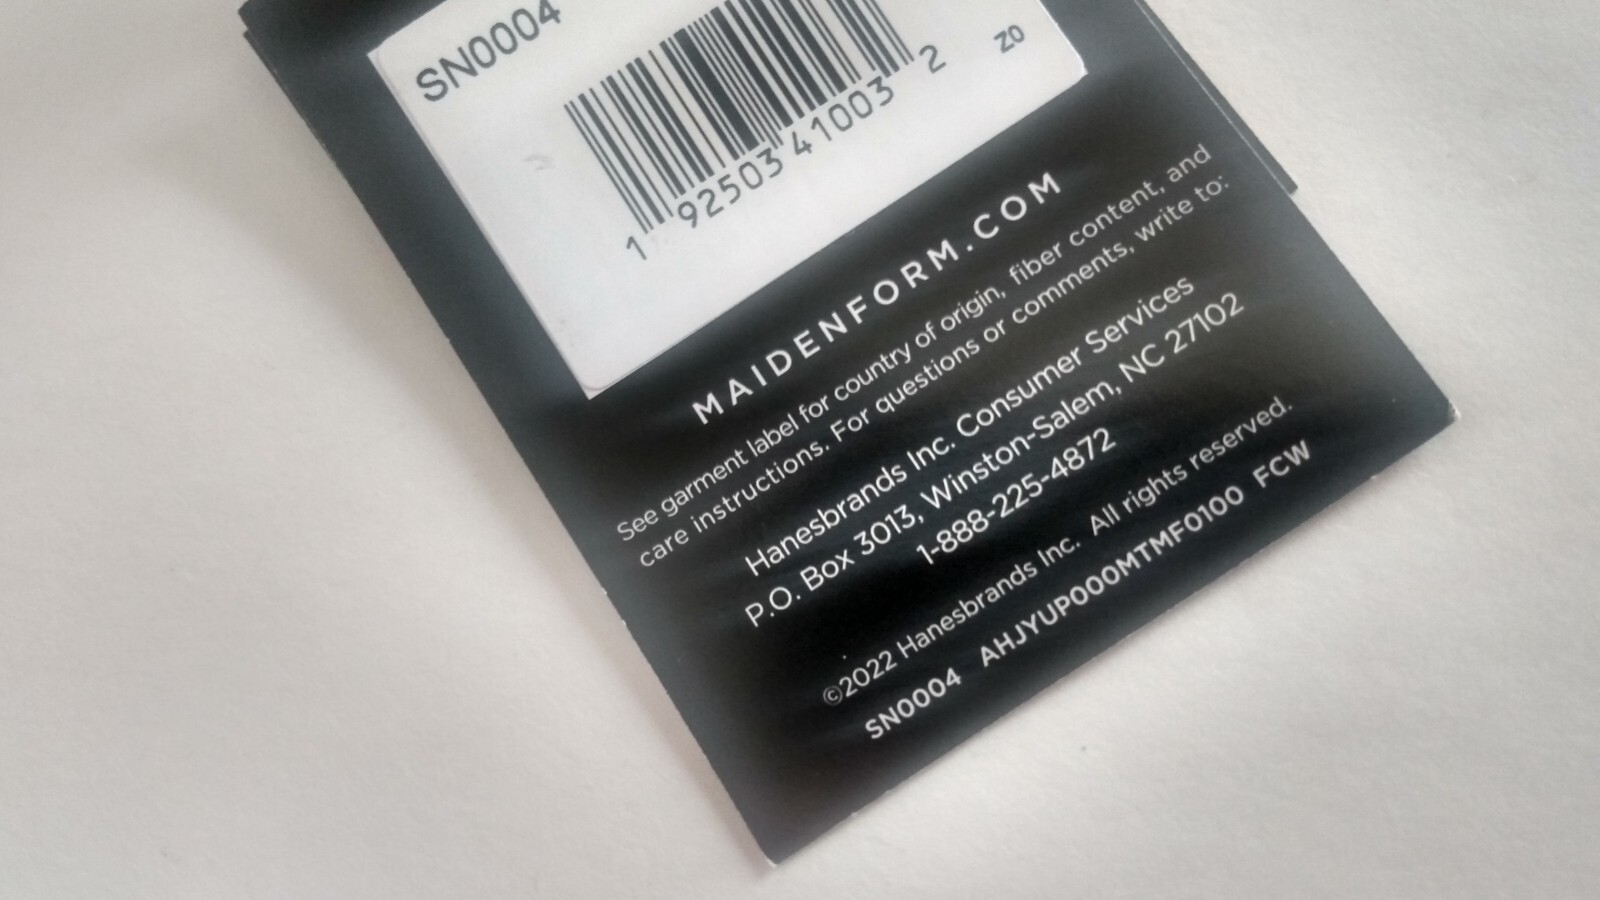 SN0004
1 92503 41003 2
Z0
MAIDENFORM.COM
See garment label for country of origin, fiber content, and
care instructions. For questions or comments, write to:
Hanesbrands Inc. Consumer Services
P.O. Box 3013, Winston-Salem, NC 27102
1-888-225-4872
©2022 Hanesbrands Inc. All rights reserved.
SN0004 AHJYUP000MTMF0100 FCW